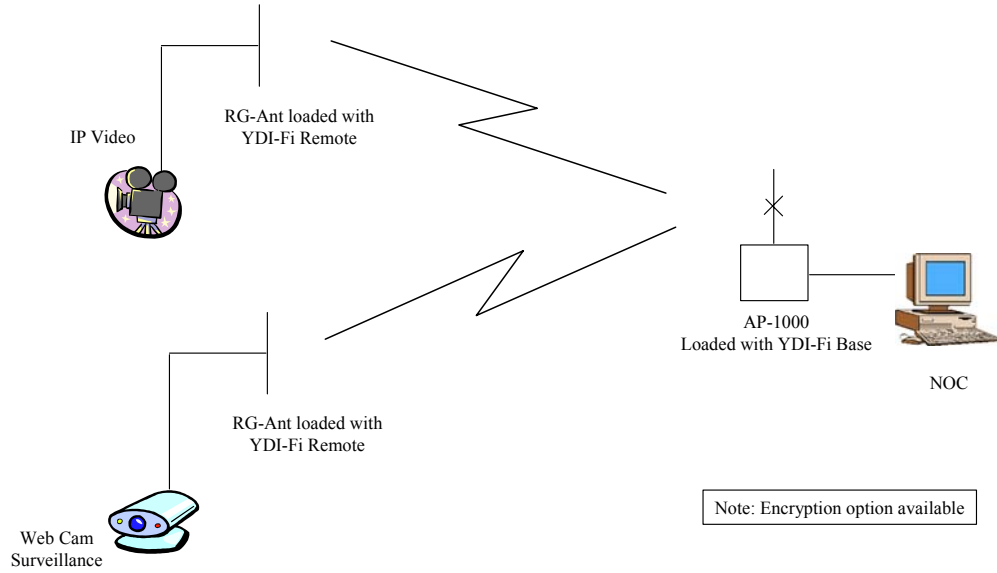 RG-Ant loaded with
YDI-Fi Remote
IP Video
AP-1000
Loaded with YDI-Fi Base
NOC
RG-Ant loaded with
YDI-Fi Remote
Note: Encryption option available
Web Cam
Surveillance